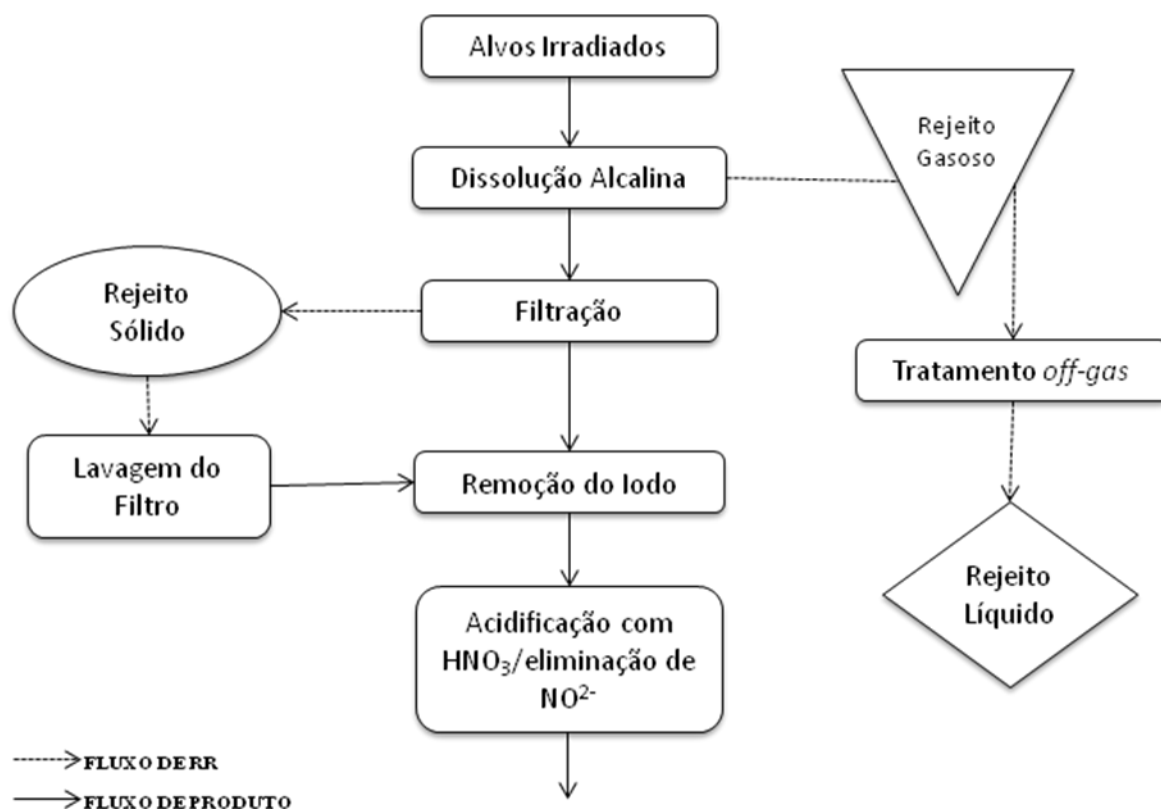 Alvos Irradiados
Rejeito
Gasoso
Dissolução Alcalina
Rejeito
Sólido
Filtração
Tratamento off-gas
Lavagem do
Filtro
Remoção do Iodo
Rejeito
Líquido
Acidificação com
HNO₃/eliminação de
NO²⁻
FLUXO DE RR
FLUXO DE PRODUTO